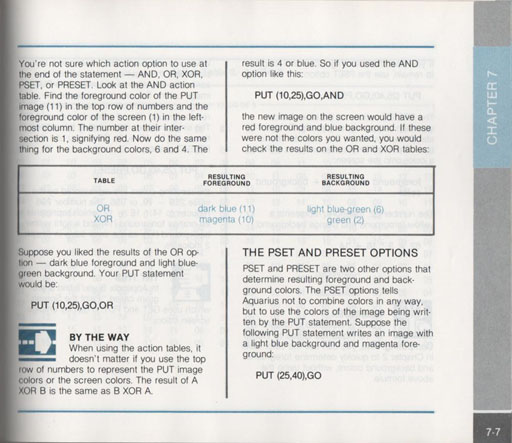 You're not sure which action option to use at
the end of the statement — AND, OR, XOR,
PSET, or PRESET. Look at the AND action
table. Find the foreground color of the PUT
image (11) in the top row of numbers and the
foreground color of the screen (1) in the left-
most column. The number at their inter-
section is 1, signifying red. Now do the same
thing for the background colors, 6 and 4. The
result is 4 or blue. So if you used the AND
option like this:
PUT (10,25),GO,AND
the new image on the screen would have a
red foreground and blue background. If these
were not the colors you wanted, you would
check the results on the OR and XOR tables:
TABLE RESULTING FOREGROUND RESULTING BACKGROUND
OR dark blue (11) light blue-green (6)
XOR magenta (10) green (2)
Suppose you liked the results of the OR op-
tion — dark blue foreground and light blue-
green background. Your PUT statement
would be:
PUT (10,25),GO,OR
BY THE WAY
When using the action tables, it
doesn't matter if you use the top
row of numbers to represent the PUT image
colors or the screen colors. The result of A
XOR B is the same as B XOR A.
THE PSET AND PRESET OPTIONS
PSET and PRESET are two other options that
determine resulting foreground and back-
ground colors. The PSET options tells
Aquarius not to combine colors in any way,
but to use the colors of the image being writ-
ten by the PUT statement. Suppose the
following PUT statement writes an image with
a light blue background and magenta fore-
ground:
PUT (25,40),GO
CHAPTER 7
7-7